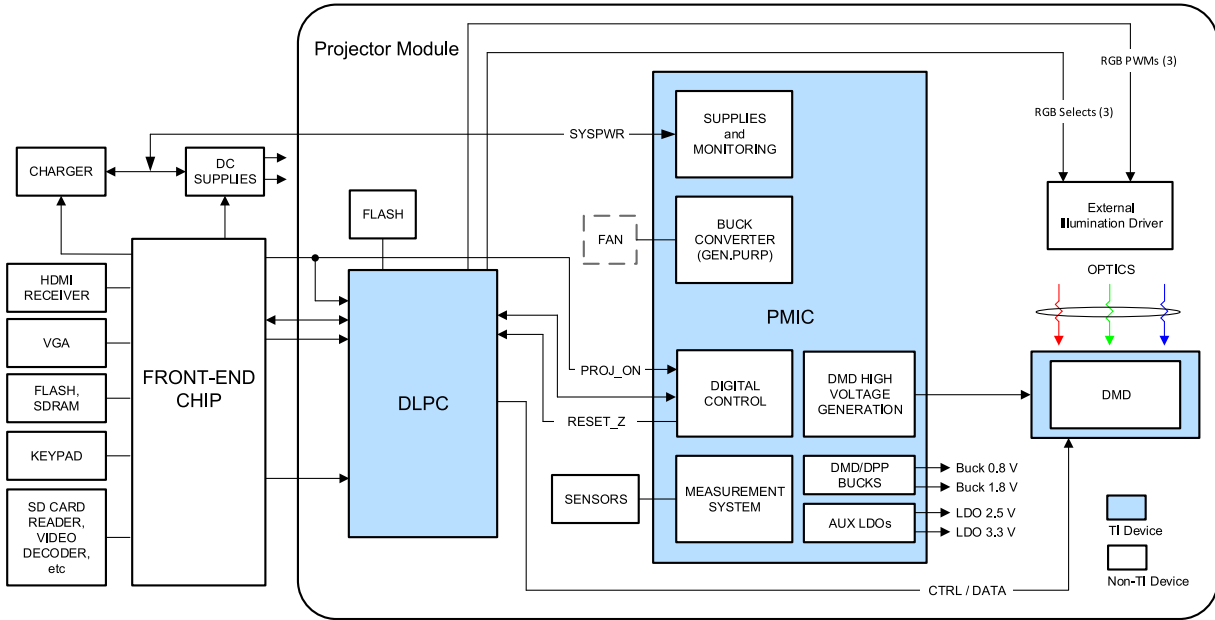 Projector Module
RGB PWMs (3)
RGB Selects (3)
SYSPWR
SUPPLIES
and
MONITORING
CHARGER
DC
SUPPLIES
FLASH
FAN
BUCK
CONVERTER
(GEN.PURP)
External
Illumination Driver
OPTICS
HDMI
RECEIVER
VGA
FLASH,
SDRAM
KEYPAD
SD CARD
READER,
VIDEO
DECODER,
etc
FRONT-END
CHIP
DLPC
PMIC
PROJ_ON
RESET_Z
DIGITAL
CONTROL
DMD HIGH
VOLTAGE
GENERATION
DMD
SENSORS
MEASUREMENT
SYSTEM
DMD/DPP
BUCKS
AUX LDOs
Buck 0.8 V
Buck 1.8 V
LDO 2.5 V
LDO 3.3 V
CTRL / DATA
TI Device
Non-TI Device